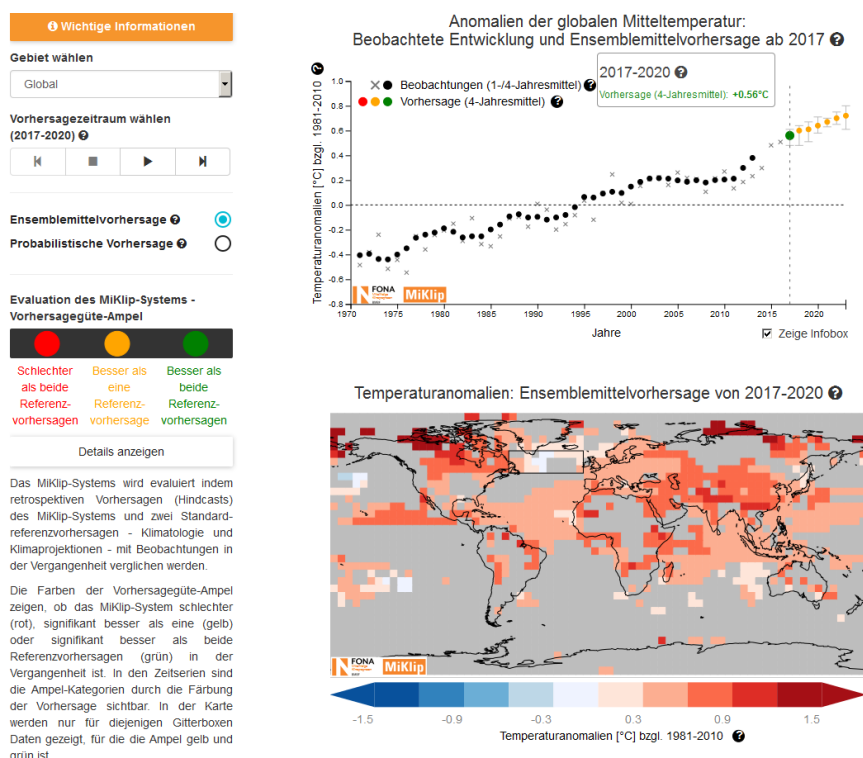 Wichtige Informationen
Gebiet wählen
Global
Vorhersagezeitraum wählen
(2017-2020)
Ensemblemittelvorhersage
Probabilistische Vorhersage
Evaluation des MiKlip-Systems -
Vorhersagegüte-Ampel
Schlechter als beide Referenz-vorhersagen
Besser als eine Referenz-vorhersage
Besser als beide Referenz-vorhersagen
Details anzeigen
Das MiKlip-Systems wird evaluiert indem
retrospektiven Vorhersagen (Hindcasts)
des MiKlip-Systems und zwei Standard-
referenzvorhersagen - Klimatologie und
Klimaprojektionen - mit Beobachtungen in
der Vergangenheit verglichen werden.
Die Farben der Vorhersagegüte-Ampel
zeigen, ob das MiKlip-System schlechter
(rot), signifikant besser als eine (gelb)
oder signifikant besser als beide
Referenzvorhersagen (grün) in der
Vergangenheit ist. In den Zeitserien sind
die Ampel-Kategorien durch die Färbung
der Vorhersage sichtbar. In der Karte
werden nur für diejenigen Gitterboxen
Daten gezeigt, für die die Ampel gelb und
grün ist.
Anomalien der globalen Mitteltemperatur:
Beobachtete Entwicklung und Ensemblemittelvorhersage ab 2017
Temperaturanomalien [°C] bzgl. 1981-2010
1.0
0.8
0.6
0.4
0.2
0.0
-0.2
-0.4
-0.6
-0.8
Beobachtungen (1-/4-Jahresmittel)
Vorhersage (4-Jahresmittel)
2017-2020
Vorhersage (4-Jahresmittel): +0.56°C
FONA
MiKlip
1970 1975 1980 1985 1990 1995 2000 2005 2010 2015 2020
Jahre
Zeige Infobox
Temperaturanomalien: Ensemblemittelvorhersage von 2017-2020
FONA
MiKlip
-1.5 -0.9 -0.3 0.3 0.9 1.5
Temperaturanomalien [°C] bzgl. 1981-2010